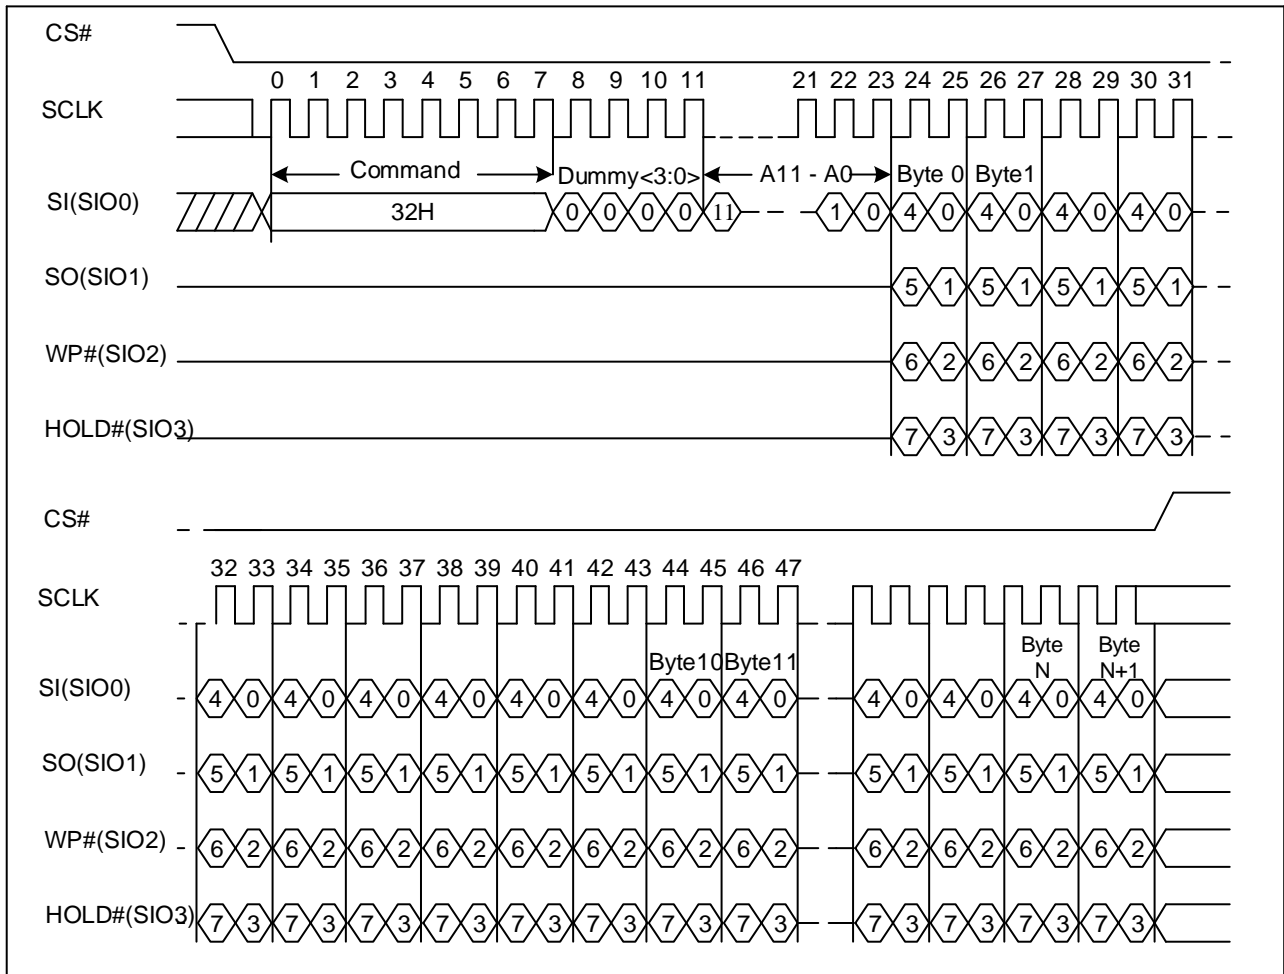 CS#
0 1 2 3 4 5 6 7 8 9 10 11 21 22 23 24 25 26 27 28 29 30 31
SCLK
Command Dummy<3:0> A11 - A0 Byte 0 Byte1
SI(SIO0) 32H 0 0 0 0 11 1 0 4 0 4 0 4 0 4 0
SO(SIO1) 5 1 5 1 5 1 5 1
WP#(SIO2) 6 2 6 2 6 2 6 2
HOLD#(SIO3) 7 3 7 3 7 3 7 3
CS#
32 33 34 35 36 37 38 39 40 41 42 43 44 45 46 47
SCLK
Byte10 Byte11 Byte N Byte N+1
SI(SIO0) 4 0 4 0 4 0 4 0 4 0 4 0 4 0 4 0 4 0 4 0 4 0 4 0
SO(SIO1) 5 1 5 1 5 1 5 1 5 1 5 1 5 1 5 1 5 1 5 1 5 1 5 1
WP#(SIO2) 6 2 6 2 6 2 6 2 6 2 6 2 6 2 6 2 6 2 6 2 6 2 6 2
HOLD#(SIO3) 7 3 7 3 7 3 7 3 7 3 7 3 7 3 7 3 7 3 7 3 7 3 7 3